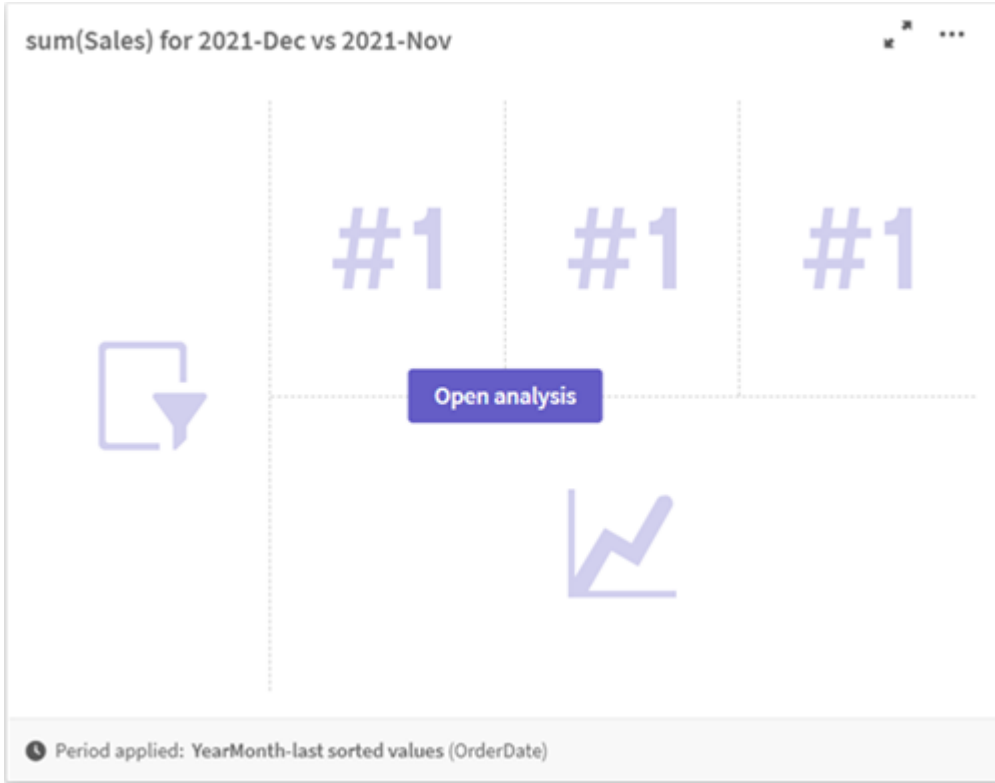 sum(Sales) for 2021-Dec vs 2021-Nov
#1 #1 #1
Open analysis
Period applied: YearMonth-last sorted values (OrderDate)